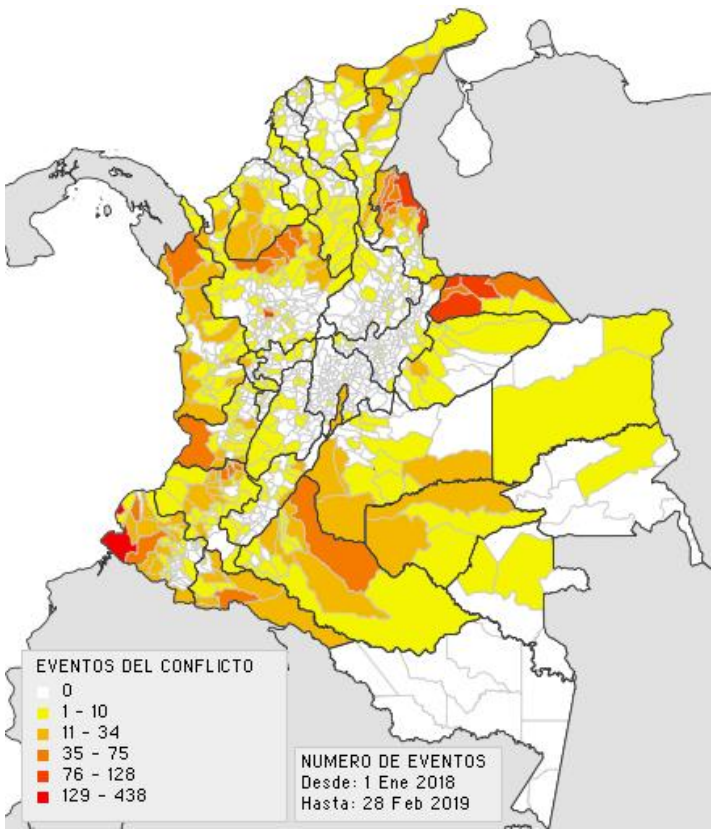 EVENTOS DEL CONFLICTO
0
1 - 10
11 - 34
35 - 75
76 - 128
129 - 438
NUMERO DE EVENTOS
Desde: 1 Ene 2018
Hasta: 28 Feb 2019